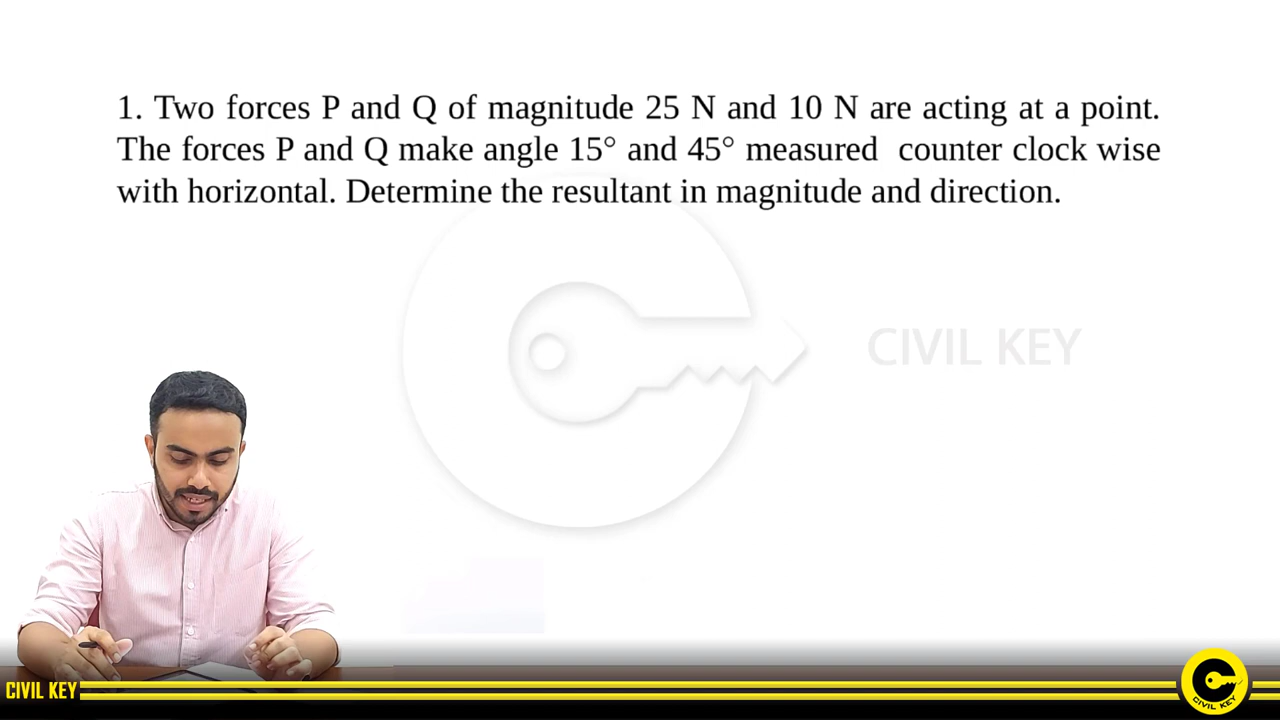 1. Two forces P and Q of magnitude 25 N and 10 N are acting at a point.
The forces P and Q make angle 15° and 45° measured counter clock wise
with horizontal. Determine the resultant in magnitude and direction.
CIVIL KEY
CIVIL KEY
CIVIL KEY